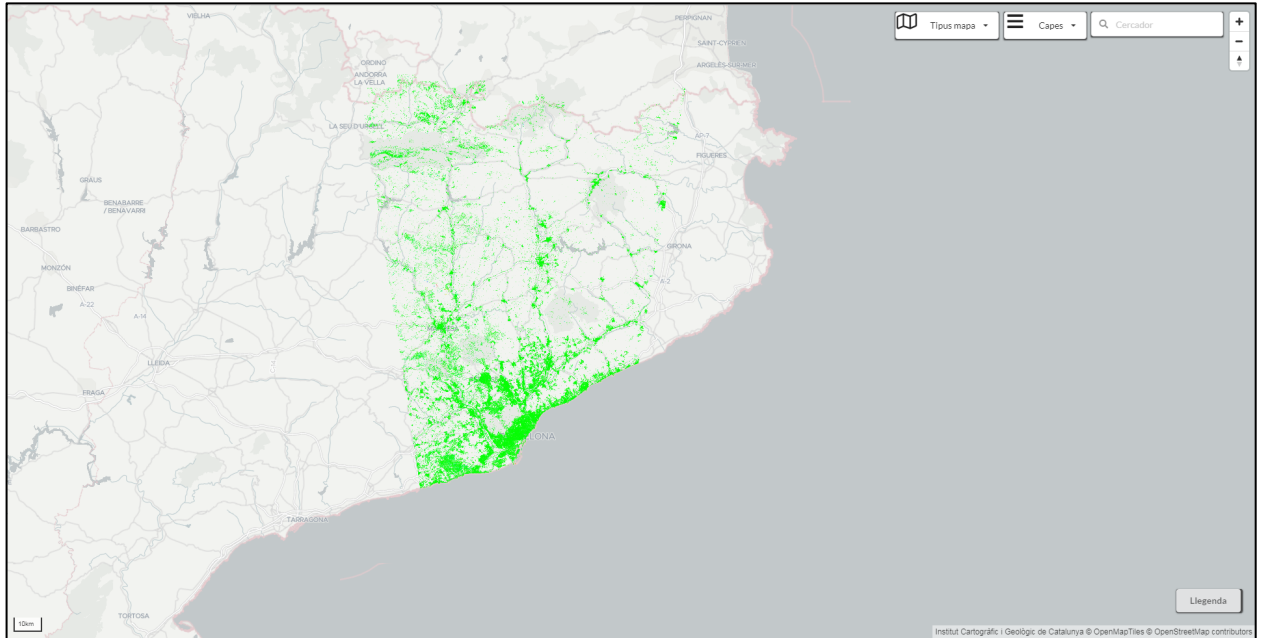 VIELHA
PERPIGNAN
Tipus mapa
Capes
Cercador
+
−
SAINT-CYPRIEN
ORDINO
ARGELÈS-SUR-MER
ANDORRA
LA VELLA
LA SEU D'URGELL
AP-7
FIGUERES
GRAUS
BENABARRE
/ BENAVARRI
BARBASTRO
GIRONA
MONZÓN
A-2
BINÉFAR
A-22
A-14
LLEIDA
FRAGA
LONA
TARRAGONA
Llegenda
TORTOSA
10km
Institut Cartogràfic i Geològic de Catalunya © OpenMapTiles © OpenStreetMap contributors